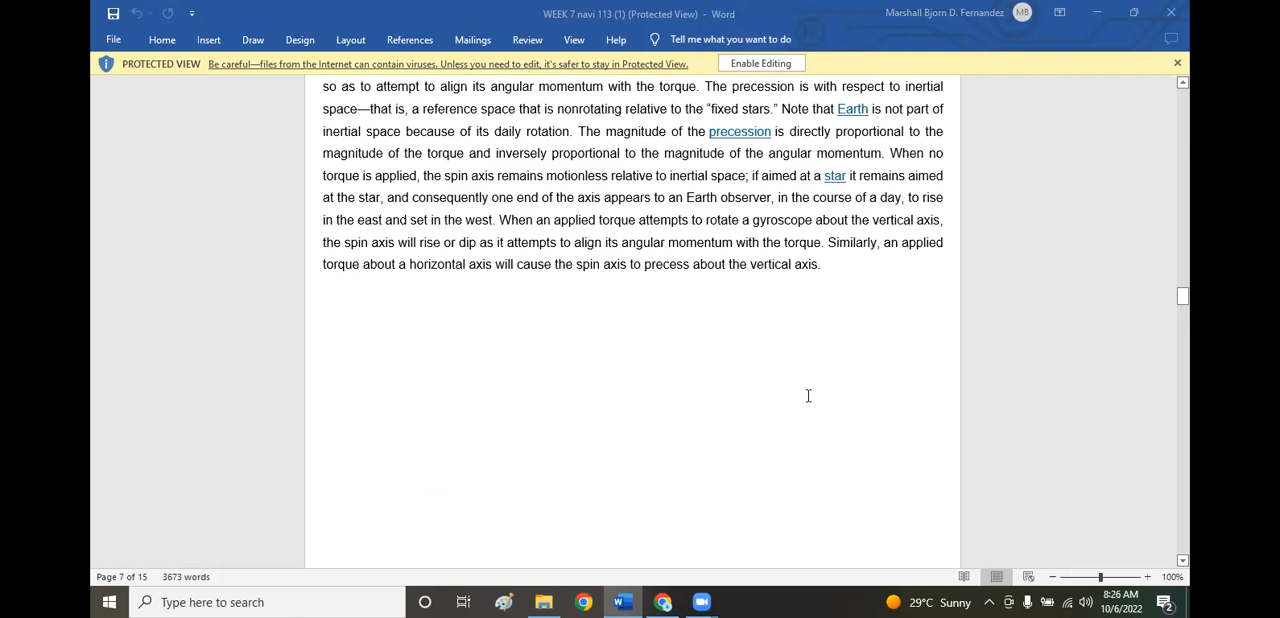 WEEK 7 navi 113 (1) (Protected View) - Word
Marshall Bjorn D. Fernandez MB
File Home Insert Draw Design Layout References Mailings Review View Help Tell me what you want to do
PROTECTED VIEW Be careful—files from the Internet can contain viruses. Unless you need to edit, it's safer to stay in Protected View. Enable Editing
so as to attempt to align its angular momentum with the torque. The precession is with respect to inertial
space—that is, a reference space that is nonrotating relative to the “fixed stars.” Note that Earth is not part of
inertial space because of its daily rotation. The magnitude of the precession is directly proportional to the
magnitude of the torque and inversely proportional to the magnitude of the angular momentum. When no
torque is applied, the spin axis remains motionless relative to inertial space; if aimed at a star it remains aimed
at the star, and consequently one end of the axis appears to an Earth observer, in the course of a day, to rise
in the east and set in the west. When an applied torque attempts to rotate a gyroscope about the vertical axis,
the spin axis will rise or dip as it attempts to align its angular momentum with the torque. Similarly, an applied
torque about a horizontal axis will cause the spin axis to precess about the vertical axis.
Page 7 of 15 3673 words 100%
Type here to search 29°C Sunny 8:26 AM
10/6/2022 2